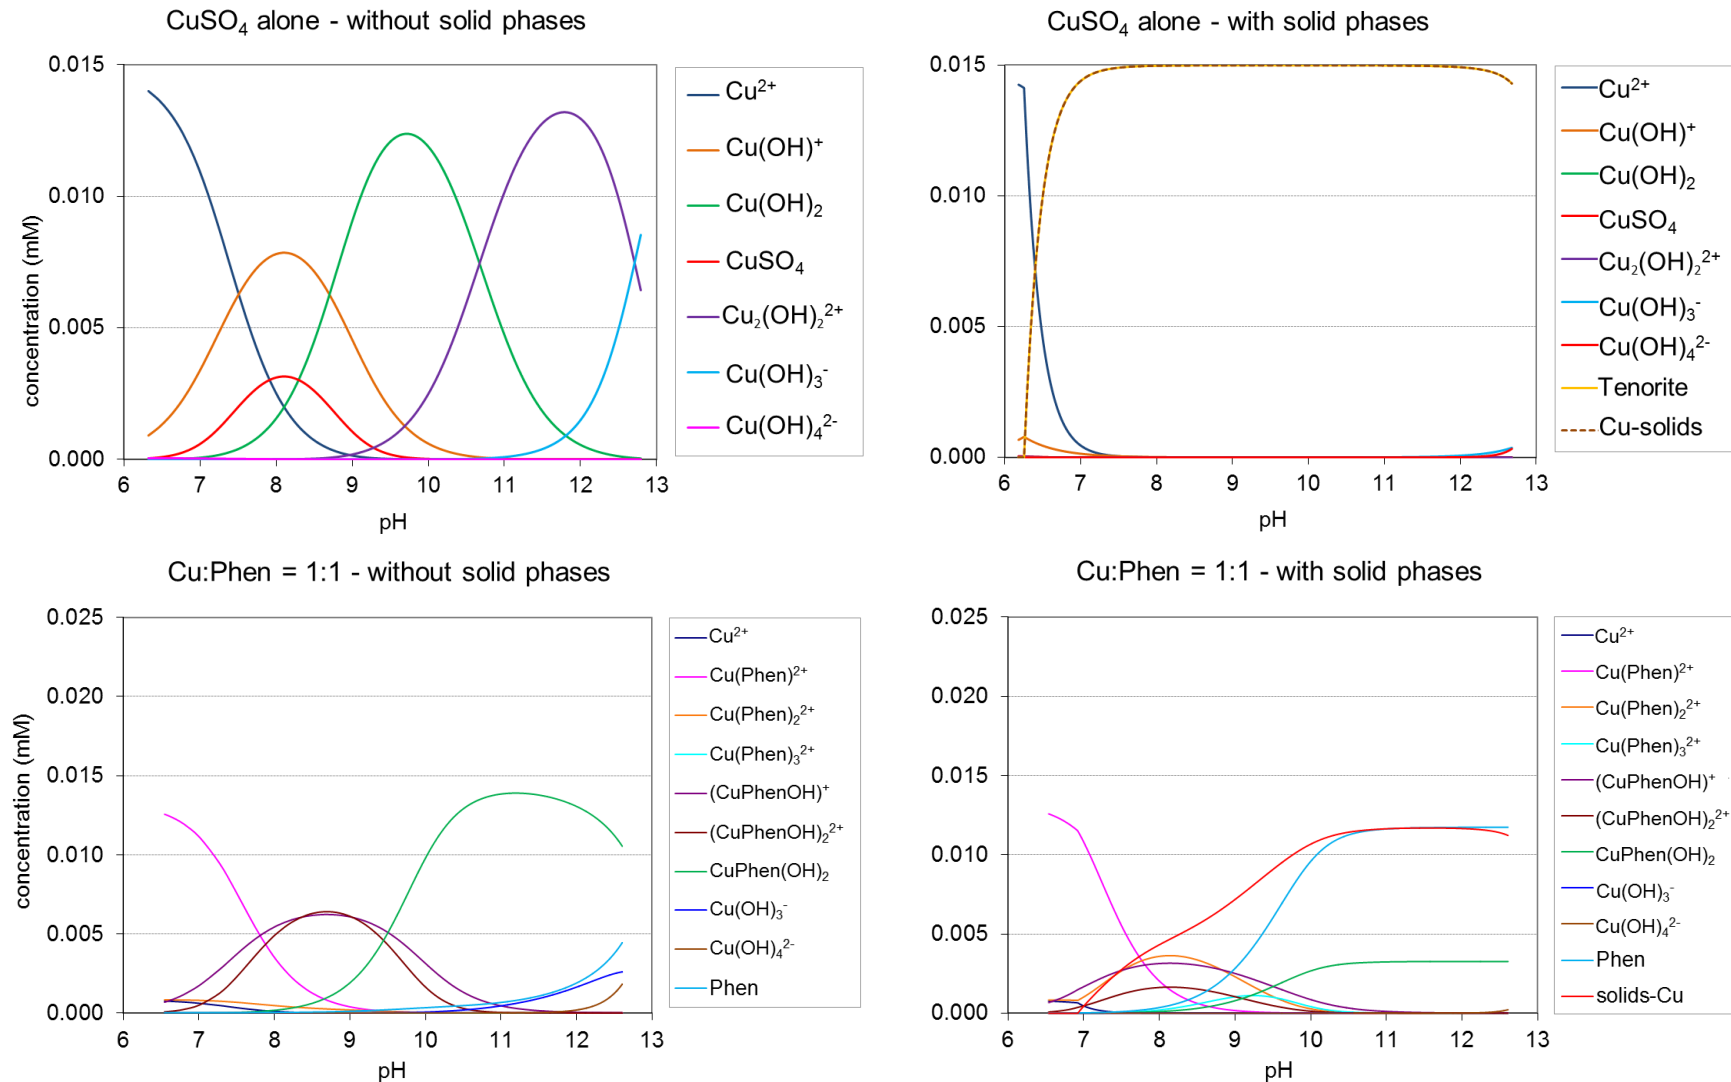 CuSO₄ alone - without solid phases
0.015
0.010
0.005
0.000
concentration (mM)
6 7 8 9 10 11 12 13
pH
Cu²⁺
Cu(OH)⁺
Cu(OH)₂
CuSO₄
Cu₂(OH)₂²⁺
Cu(OH)₃⁻
Cu(OH)₄²⁻
CuSO₄ alone - with solid phases
0.015
0.010
0.005
0.000
6 7 8 9 10 11 12 13
pH
Cu²⁺
Cu(OH)⁺
Cu(OH)₂
CuSO₄
Cu₂(OH)₂²⁺
Cu(OH)₃⁻
Cu(OH)₄²⁻
Tenorite
Cu-solids
Cu:Phen = 1:1 - without solid phases
0.025
0.020
0.015
0.010
0.005
0.000
concentration (mM)
6 7 8 9 10 11 12 13
pH
Cu²⁺
Cu(Phen)²⁺
Cu(Phen)₂²⁺
Cu(Phen)₃²⁺
(CuPhenOH)⁺
(CuPhenOH)₂²⁺
CuPhen(OH)₂
Cu(OH)₃⁻
Cu(OH)₄²⁻
Phen
Cu:Phen = 1:1 - with solid phases
0.025
0.020
0.015
0.010
0.005
0.000
6 7 8 9 10 11 12 13
pH
Cu²⁺
Cu(Phen)²⁺
Cu(Phen)₂²⁺
Cu(Phen)₃²⁺
(CuPhenOH)⁺
(CuPhenOH)₂²⁺
CuPhen(OH)₂
Cu(OH)₃⁻
Cu(OH)₄²⁻
Phen
solids-Cu